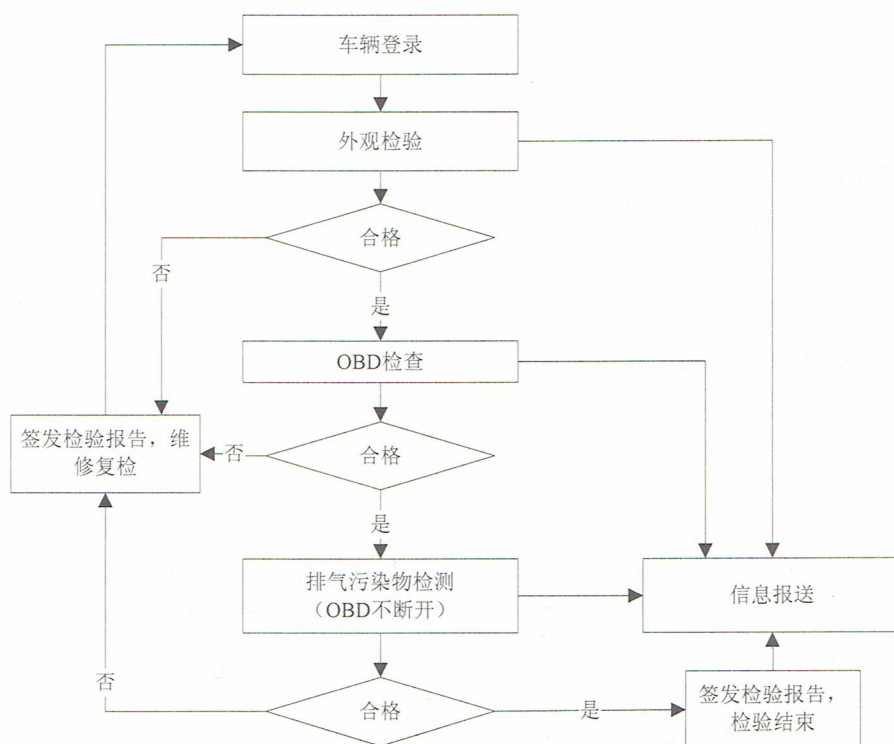 车辆登录
外观检验
合格
否
是
OBD检查
签发检验报告，维
修复检
否
合格
是
排气污染物检测
（OBD不断开）
信息报送
否
合格
是
签发检验报告，
检验结束